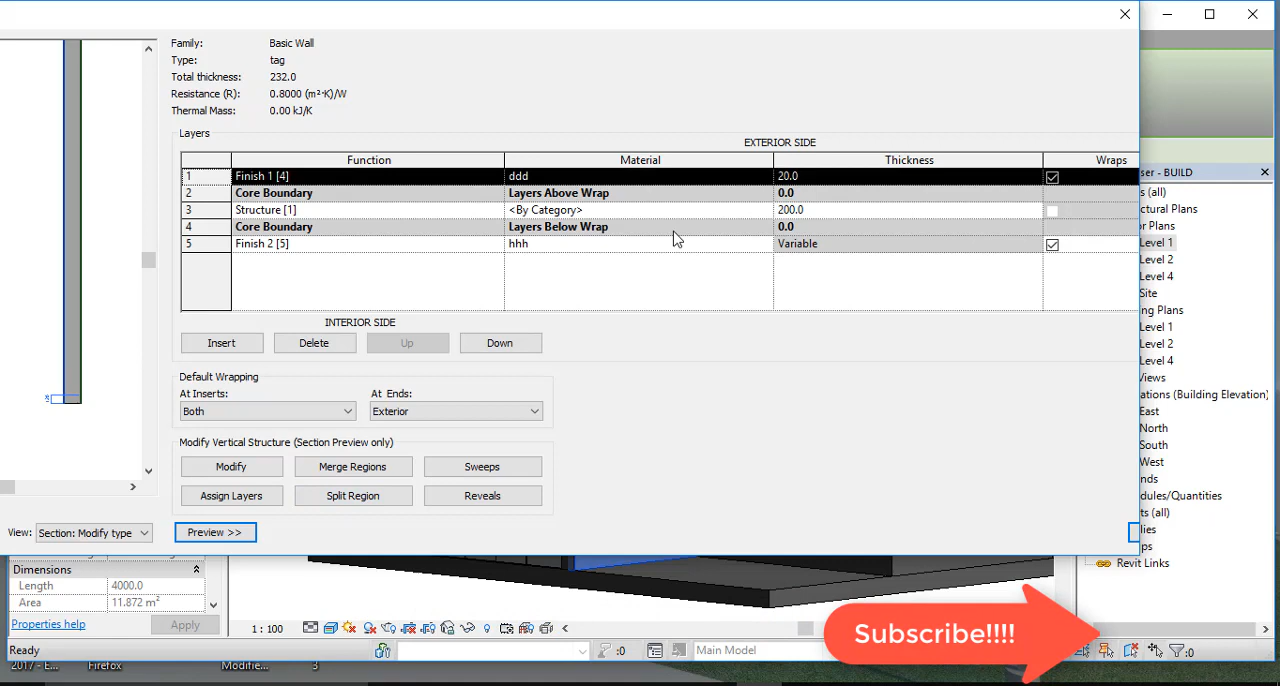 Family: Basic Wall
Type: tag
Total thickness: 232.0
Resistance (R): 0.8000 (m²·K)/W
Thermal Mass: 0.00 kJ/K
Layers
EXTERIOR SIDE
Function Material Thickness Wraps
1 Finish 1 [4] ddd 20.0
2 Core Boundary Layers Above Wrap 0.0
3 Structure [1] <By Category> 200.0
4 Core Boundary Layers Below Wrap 0.0
5 Finish 2 [5] hhh Variable
INTERIOR SIDE
Insert Delete Up Down
Default Wrapping
At Inserts: At Ends:
Both Exterior
Modify Vertical Structure (Section Preview only)
Modify Merge Regions Sweeps
Assign Layers Split Region Reveals
View: Section: Modify type Preview >>
ser - BUILD
s (all)
ctural Plans
or Plans
Level 1
Level 2
Level 4
Site
ng Plans
Level 1
Level 2
Level 4
Views
ations (Building Elevation)
East
North
South
West
nds
dules/Quantities
ts (all)
lies
ps
Revit Links
Dimensions
Length 4000.0
Area 11.872 m²
Properties help Apply
1 : 100
Subscribe!!!!
Ready :0 Main Model :0
2017 - E... Firefox Modifie... 3